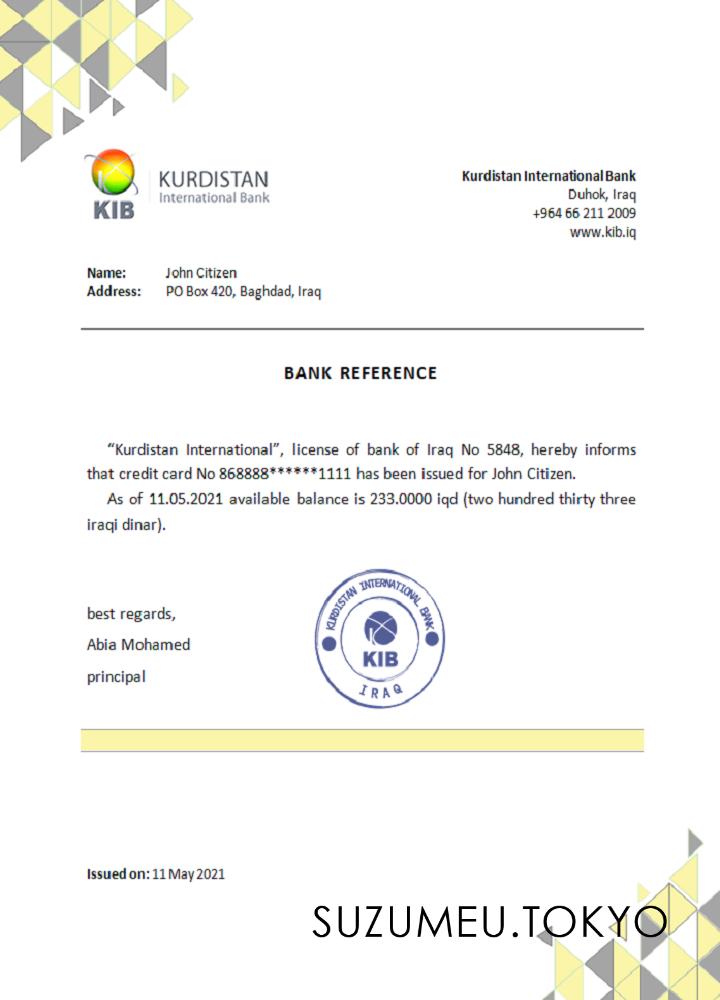 KIB
KURDISTAN
International Bank
Kurdistan International Bank
Duhok, Iraq
+964 66 211 2009
www.kib.iq
Name: John Citizen
Address: PO Box 420, Baghdad, Iraq
BANK REFERENCE
“Kurdistan International”, license of bank of Iraq No 5848, hereby informs
that credit card No 868888******1111 has been issued for John Citizen.
As of 11.05.2021 available balance is 233.0000 iqd (two hundred thirty three
iraqi dinar).
best regards,
Abia Mohamed
principal
KURDISTAN INTERNATIONAL BANK
KIB
IRAQ
Issued on: 11 May 2021
SUZUMEU.TOKYO